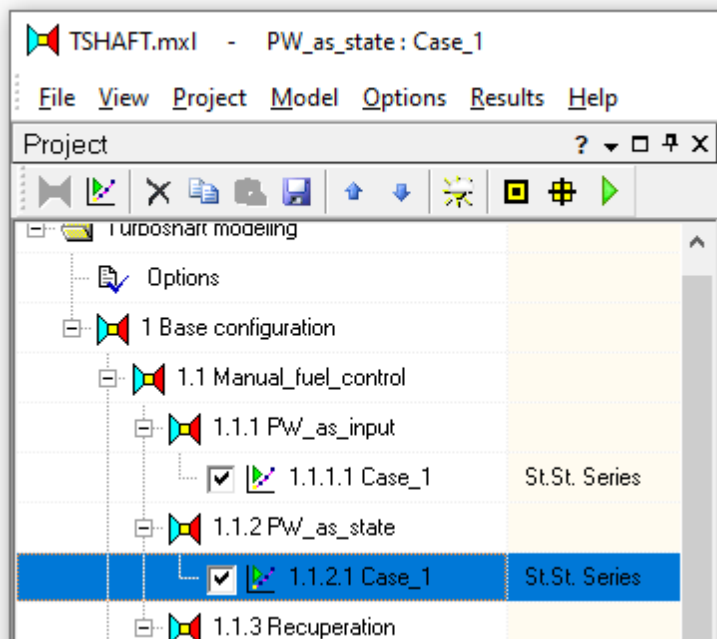 TSHAFT.mxl - PW_as_state : Case_1
File View Project Model Options Results Help
Project
Turboshaft modeling
Options
1 Base configuration
1.1 Manual_fuel_control
1.1.1 PW_as_input
1.1.1.1 Case_1 St.St. Series
1.1.2 PW_as_state
1.1.2.1 Case_1 St.St. Series
1.1.3 Recuperation